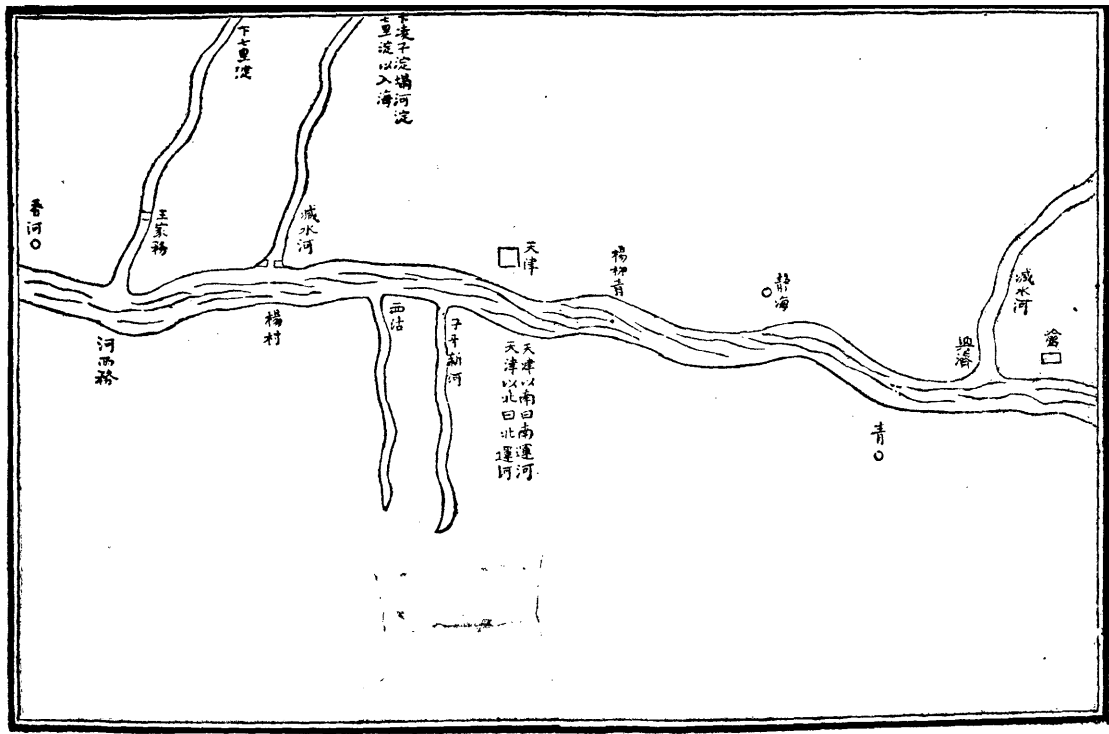 下七里淀
下淩子淀塌河淀
七里淀以入海
香河
王家務
減水河
天津
楊柳青
靜海
減水河
滄
興濟
河西務
楊村
西沽
子牙新河
天津以南曰南運河
天津以北曰北運河
青